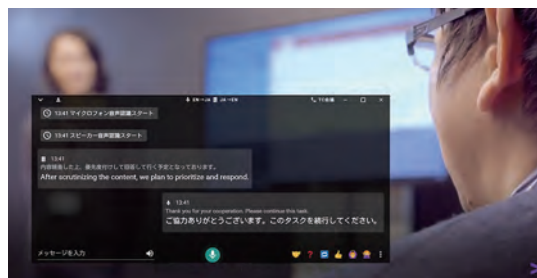 EN→JA JA→EN
13:41 マイクロフォン音声認識スタート
13:41 スピーカー音声認識スタート
13:41
内容精査した上、優先度付けして回答して行く予定となっております。
After scrutinizing the content, we plan to prioritize and respond.
13:41
Thank you for your cooperation. Please continue this task.
ご協力ありがとうございます。このタスクを続行してください。
メッセージを入力